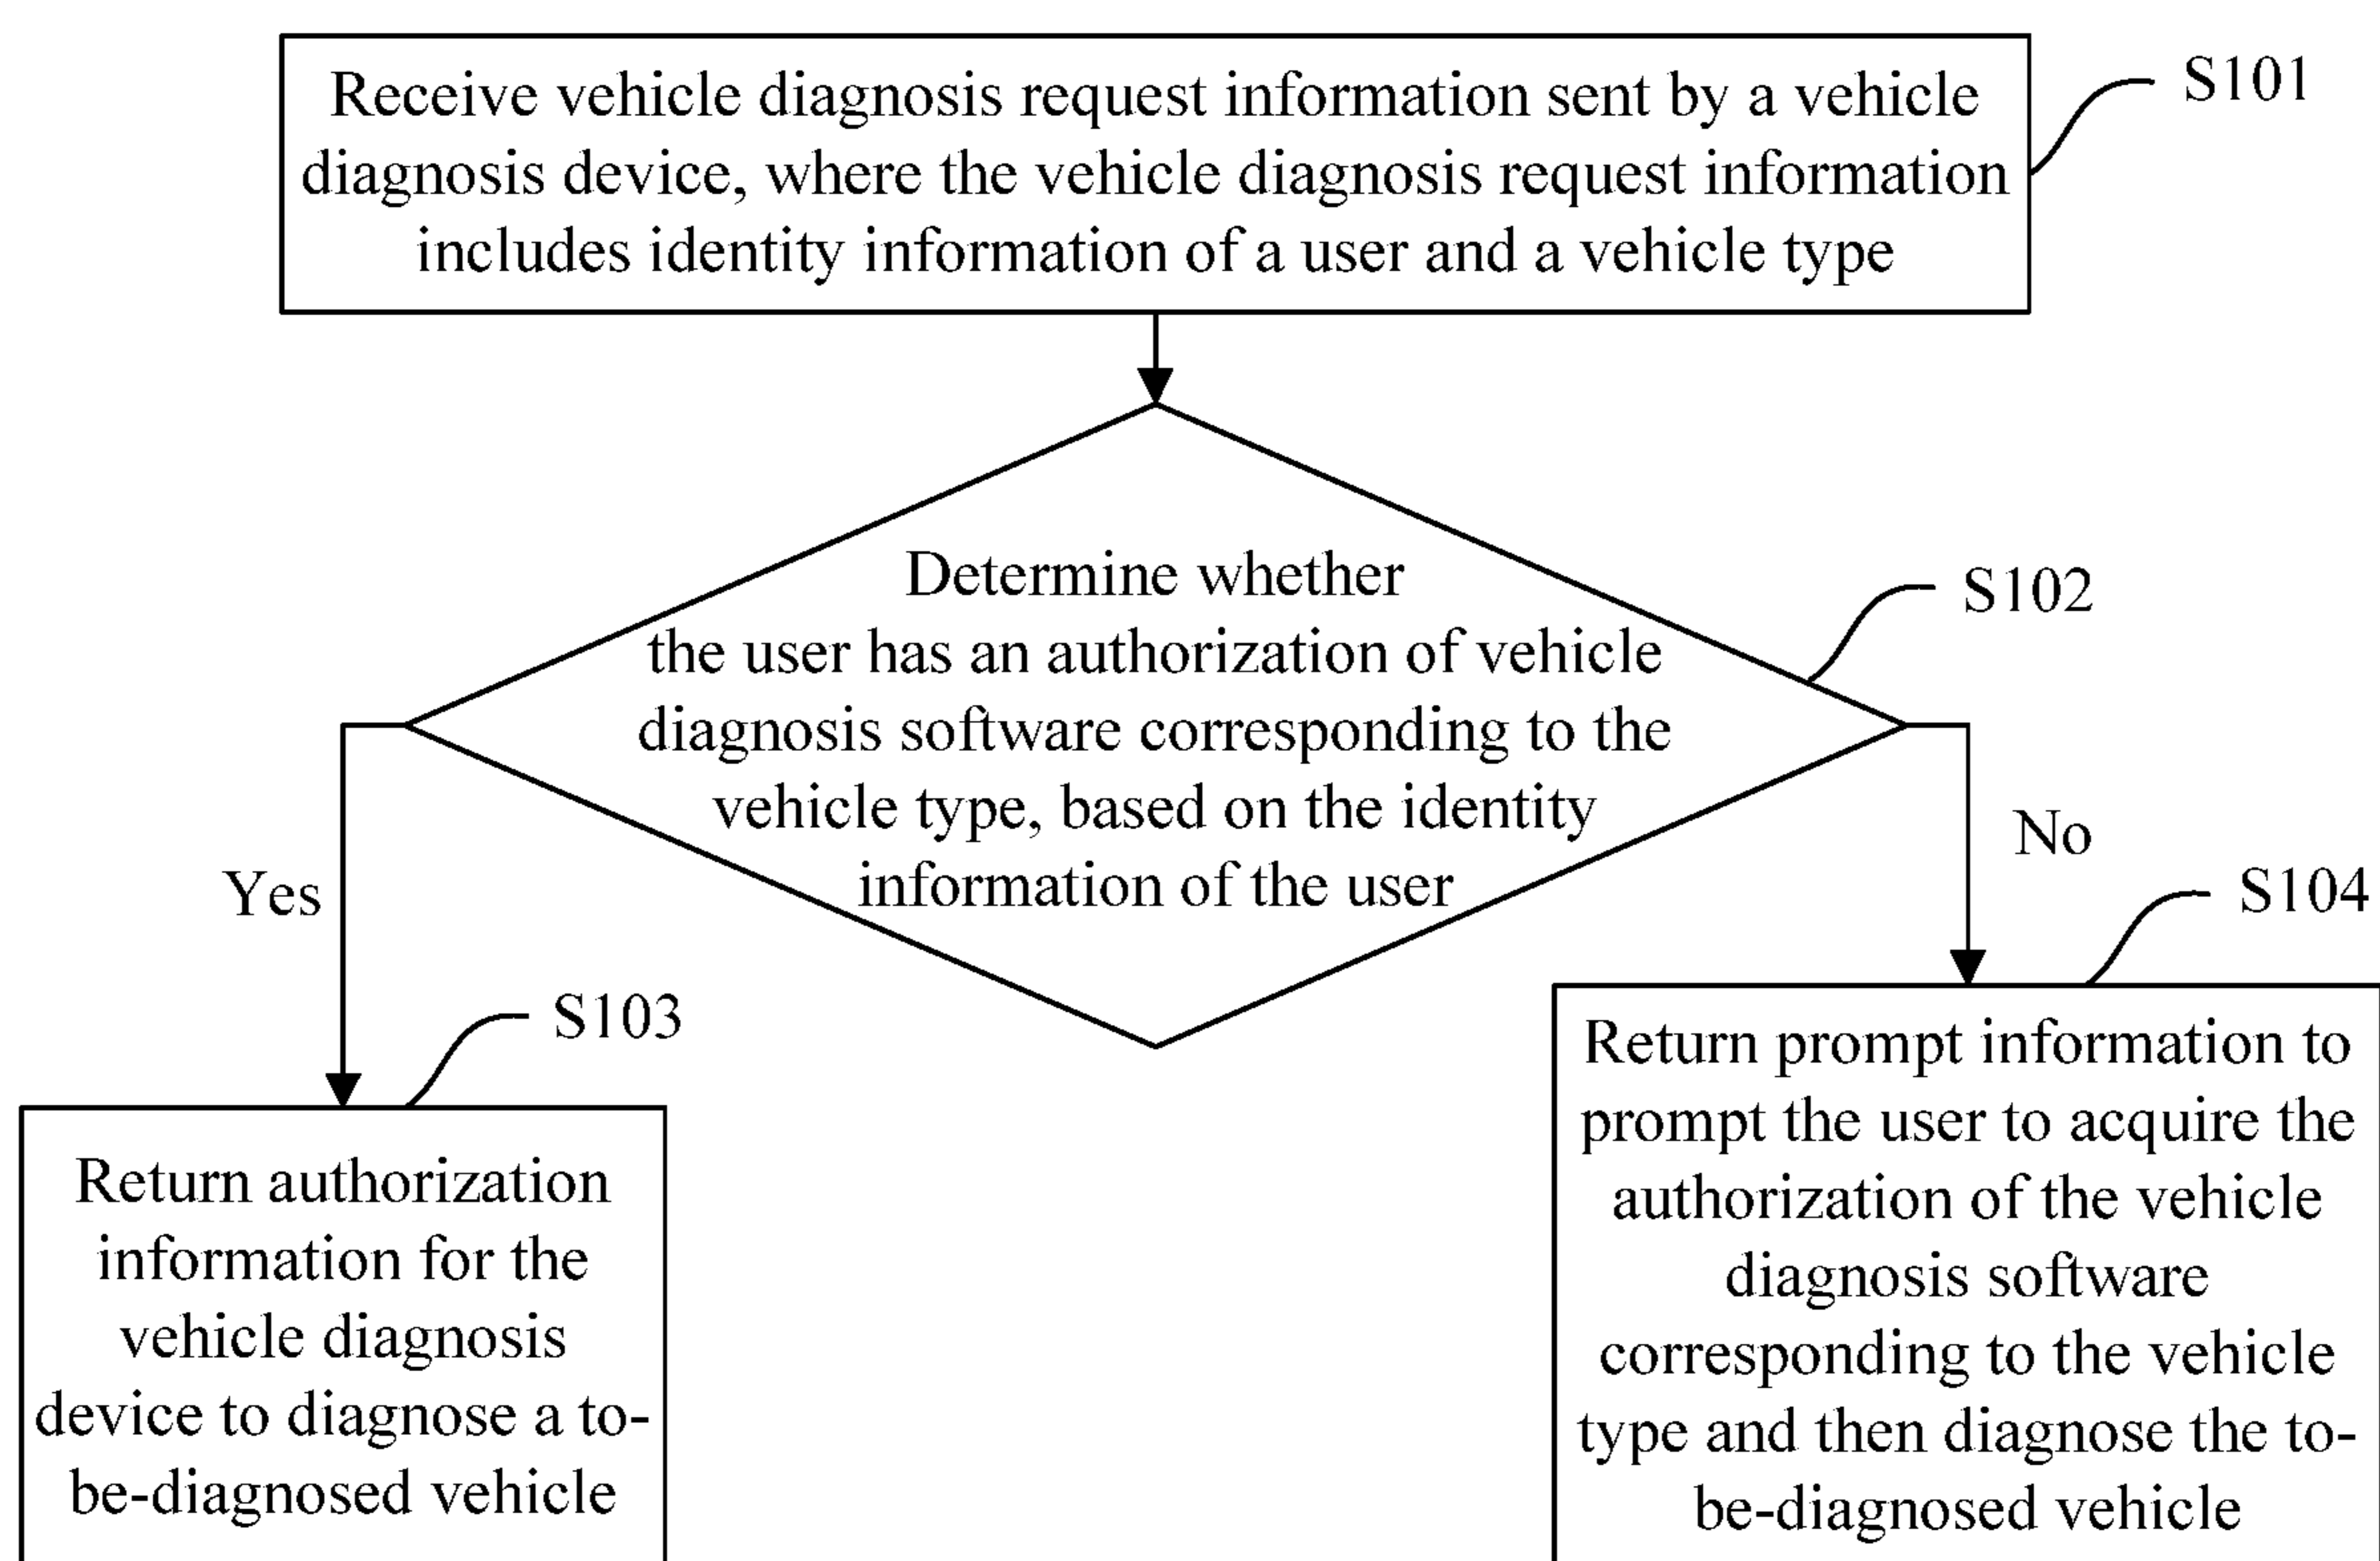 Receive vehicle diagnosis request information sent by a vehicle
diagnosis device, where the vehicle diagnosis request information
includes identity information of a user and a vehicle type
S101
Determine whether
the user has an authorization of vehicle
diagnosis software corresponding to the
vehicle type, based on the identity
information of the user
S102
Yes
No
S103
Return authorization
information for the
vehicle diagnosis
device to diagnose a to-
be-diagnosed vehicle
S104
Return prompt information to
prompt the user to acquire the
authorization of the vehicle
diagnosis software
corresponding to the vehicle
type and then diagnose the to-
be-diagnosed vehicle